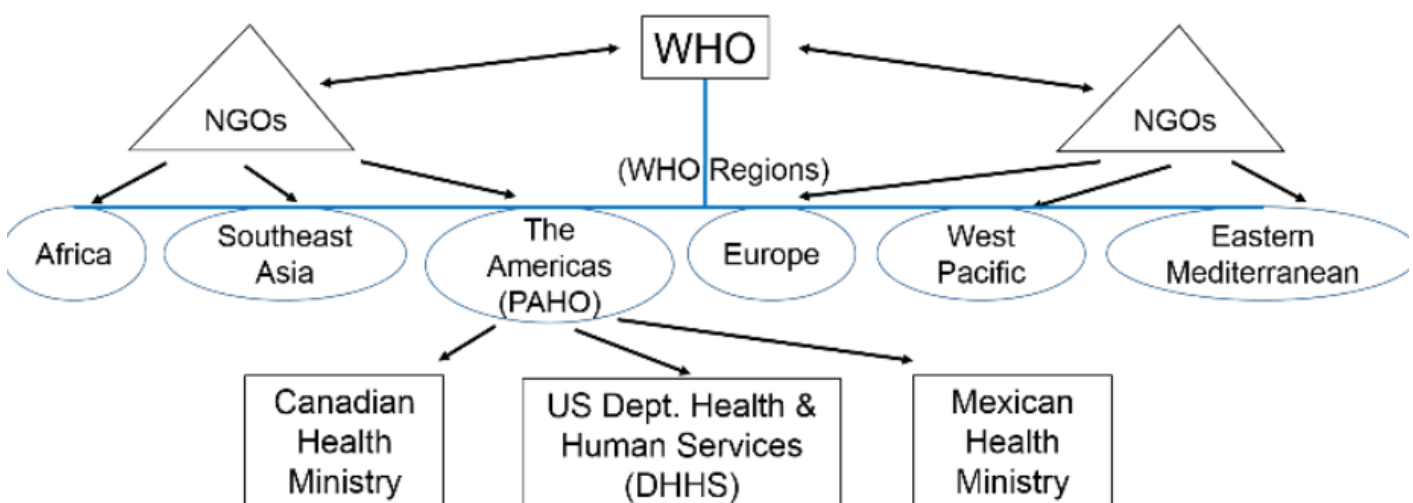 WHO
NGOs
NGOs
(WHO Regions)
Africa
Southeast
Asia
The
Americas
(PAHO)
Europe
West
Pacific
Eastern
Mediterranean
Canadian
Health
Ministry
US Dept. Health &
Human Services
(DHHS)
Mexican
Health
Ministry